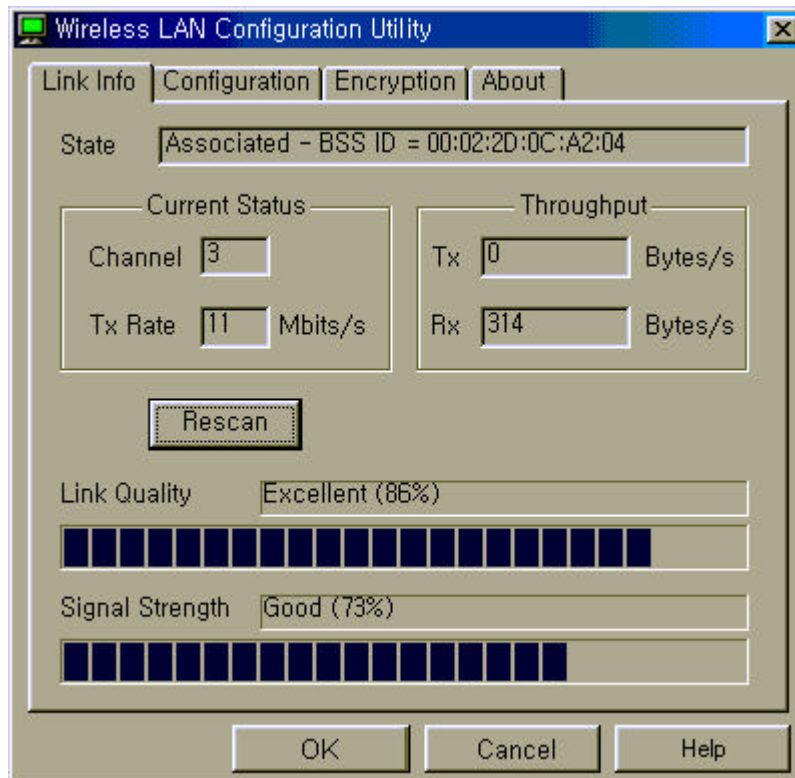 Wireless LAN Configuration Utility
Link Info Configuration Encryption About
State Associated - BSS ID = 00:02:2D:0C:A2:04
Current Status
Channel 3
Tx Rate 11 Mbits/s
Throughput
Tx 0 Bytes/s
Rx 314 Bytes/s
Rescan
Link Quality Excellent (86%)
Signal Strength Good (73%)
OK Cancel Help